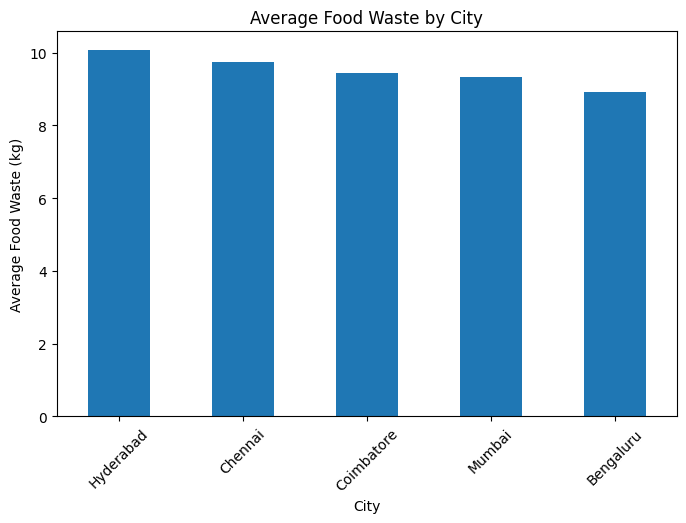 Average Food Waste by City
Average Food Waste (kg)
10
8
6
4
2
0
Hyderabad
Chennai
Coimbatore
Mumbai
Bengaluru
City